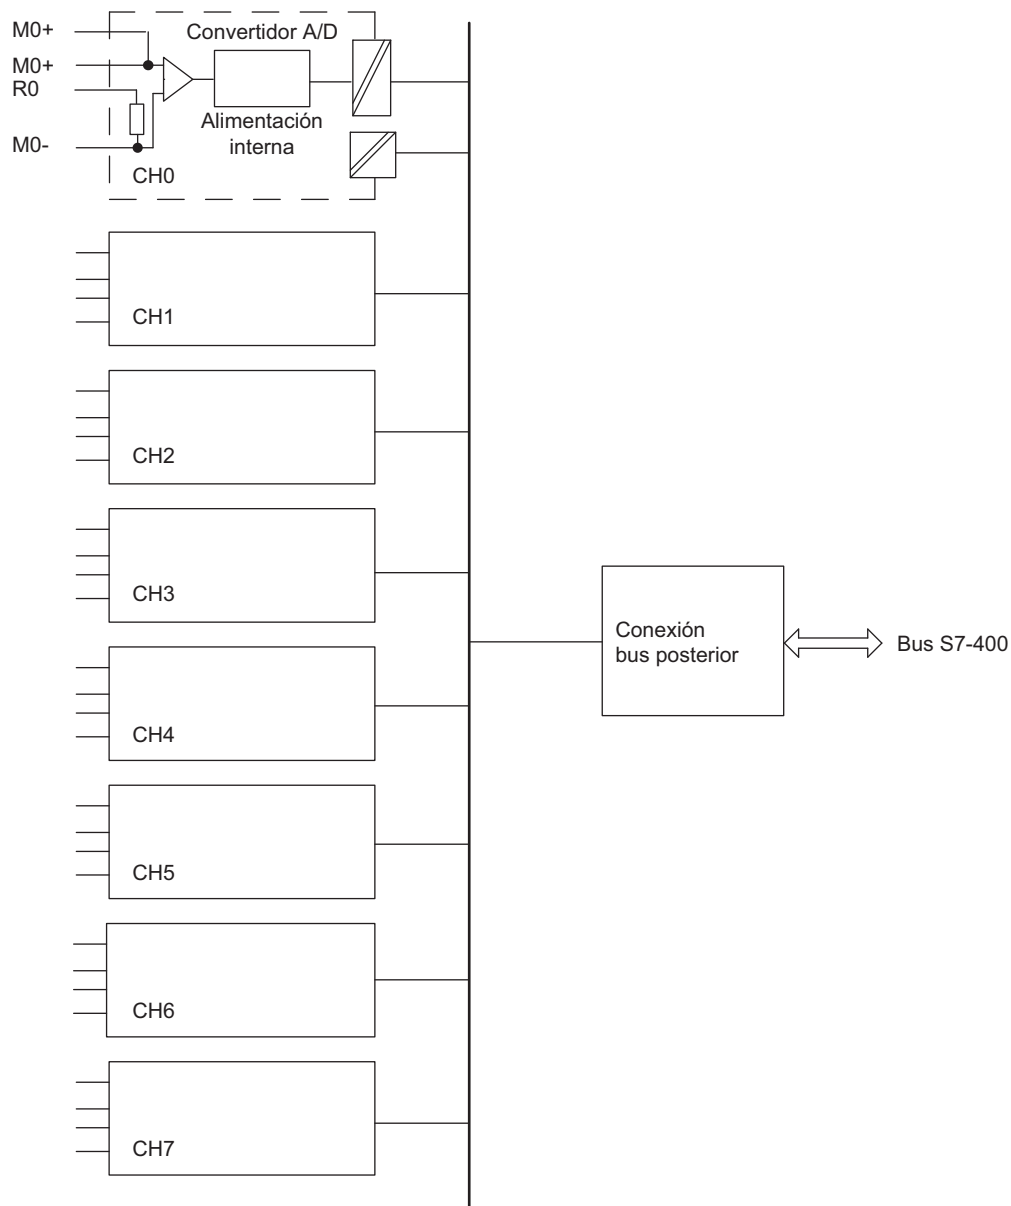 M0+
Convertidor A/D
M0+
R0
Alimentación
interna
M0-
CH0
CH1
CH2
CH3
Conexión
bus posterior
Bus S7-400
CH4
CH5
CH6
CH7